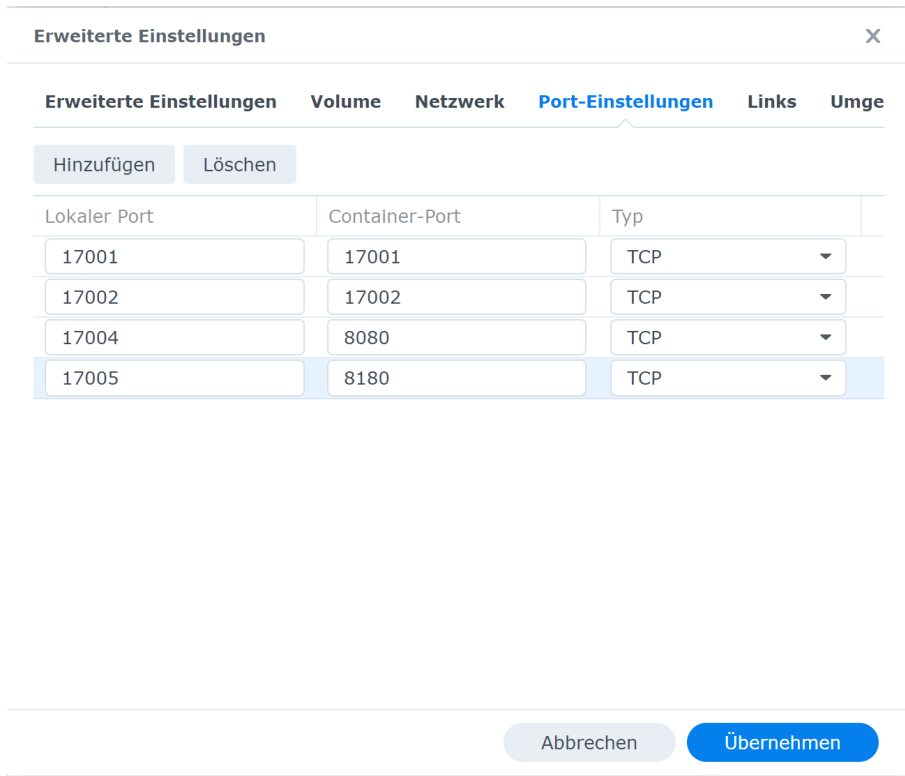 Erweiterte Einstellungen
Erweiterte Einstellungen Volume Netzwerk Port-Einstellungen Links Umge
Hinzufügen Löschen
Lokaler Port Container-Port Typ
17001 17001 TCP
17002 17002 TCP
17004 8080 TCP
17005 8180 TCP
Abbrechen Übernehmen